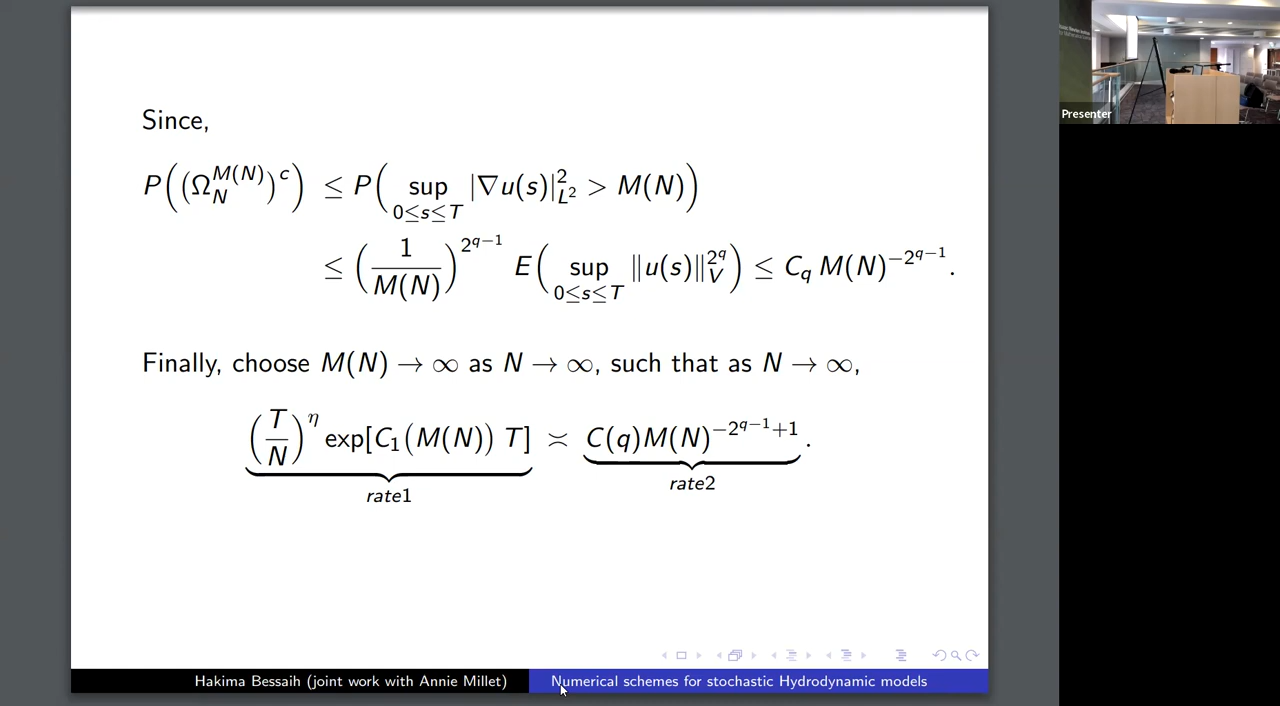 Since,
P((Ω_N^{M(N)})^c) ≤ P(sup_{0≤s≤T} |∇u(s)|^2_{L^2} > M(N))
≤ (1/M(N))^{2^{q−1}} E(sup_{0≤s≤T} ‖u(s)‖_V^{2^q}) ≤ C_q M(N)^{−2^{q−1}}.
Finally, choose M(N) → ∞ as N → ∞, such that as N → ∞,
(T/N)^η exp[C_1(M(N)) T] ≍ C(q)M(N)^{−2^{q−1}+1}.
rate1 rate2
Hakima Bessaih (joint work with Annie Millet) Numerical schemes for stochastic Hydrodynamic models
Presenter